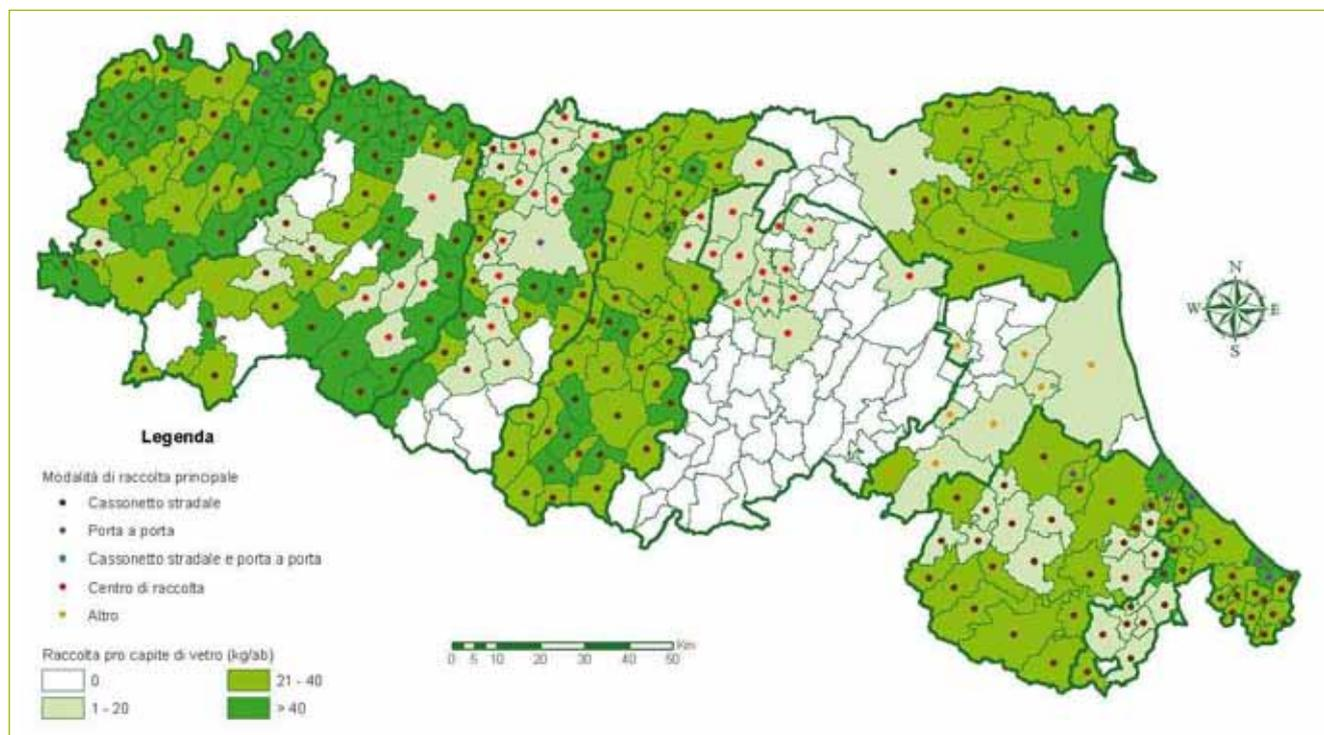 N
W E
S
Legenda
Modalità di raccolta principale
Cassonetto stradale
Porta a porta
Cassonetto stradale e porta a porta
Centro di raccolta
Altro
Raccolta pro capite di vetro (kg/ab)
0 21 - 40
1 - 20 > 40
0 5 10 20 30 40 50 Km